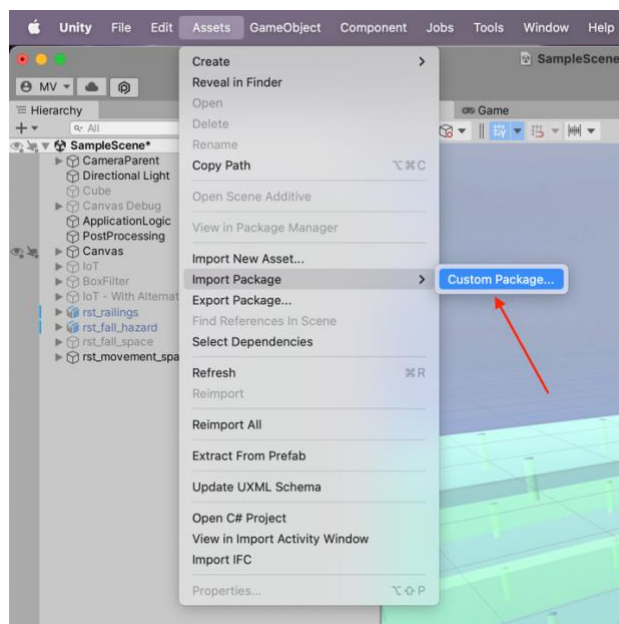 Unity File Edit Assets GameObject Component Jobs Tools Window Help
SampleScene
MV
Hierarchy
Game
All
SampleScene*
CameraParent
Directional Light
Cube
Canvas Debug
ApplicationLogic
PostProcessing
Canvas
IoT
BoxFilter
IoT - With Alternat
rst_railings
rst_fall_hazard
rst_fall_space
rst_movement_spa
Create
Reveal in Finder
Open
Delete
Rename
Copy Path ⌥⌘C
Open Scene Additive
View in Package Manager
Import New Asset...
Import Package
Custom Package...
Export Package...
Find References In Scene
Select Dependencies
Refresh ⌘R
Reimport
Reimport All
Extract From Prefab
Update UXML Schema
Open C# Project
View in Import Activity Window
Import IFC
Properties... ⌥⇧P